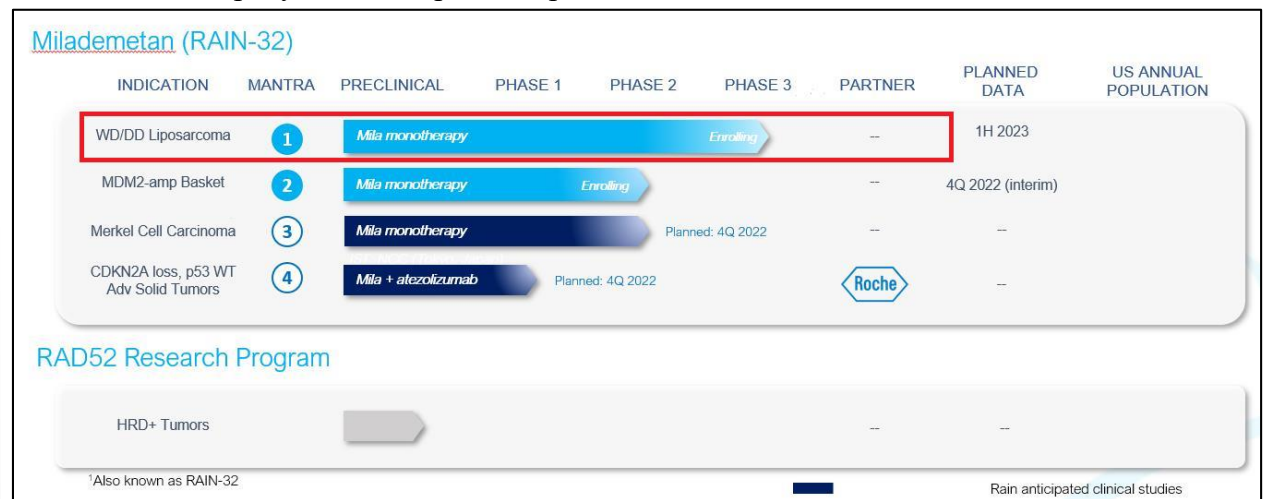 Milademetan (RAIN-32)
INDICATION MANTRA PRECLINICAL PHASE 1 PHASE 2 PHASE 3 PARTNER PLANNED DATA US ANNUAL POPULATION
WD/DD Liposarcoma 1 Mila monotherapy Enrolling -- 1H 2023
MDM2-amp Basket 2 Mila monotherapy Enrolling -- 4Q 2022 (interim)
Merkel Cell Carcinoma 3 Mila monotherapy Planned: 4Q 2022 -- --
CDKN2A loss, p53 WT
Adv Solid Tumors 4 Mila + atezolizumab Planned: 4Q 2022 Roche --
RAD52 Research Program
HRD+ Tumors -- --
¹Also known as RAIN-32
Rain anticipated clinical studies